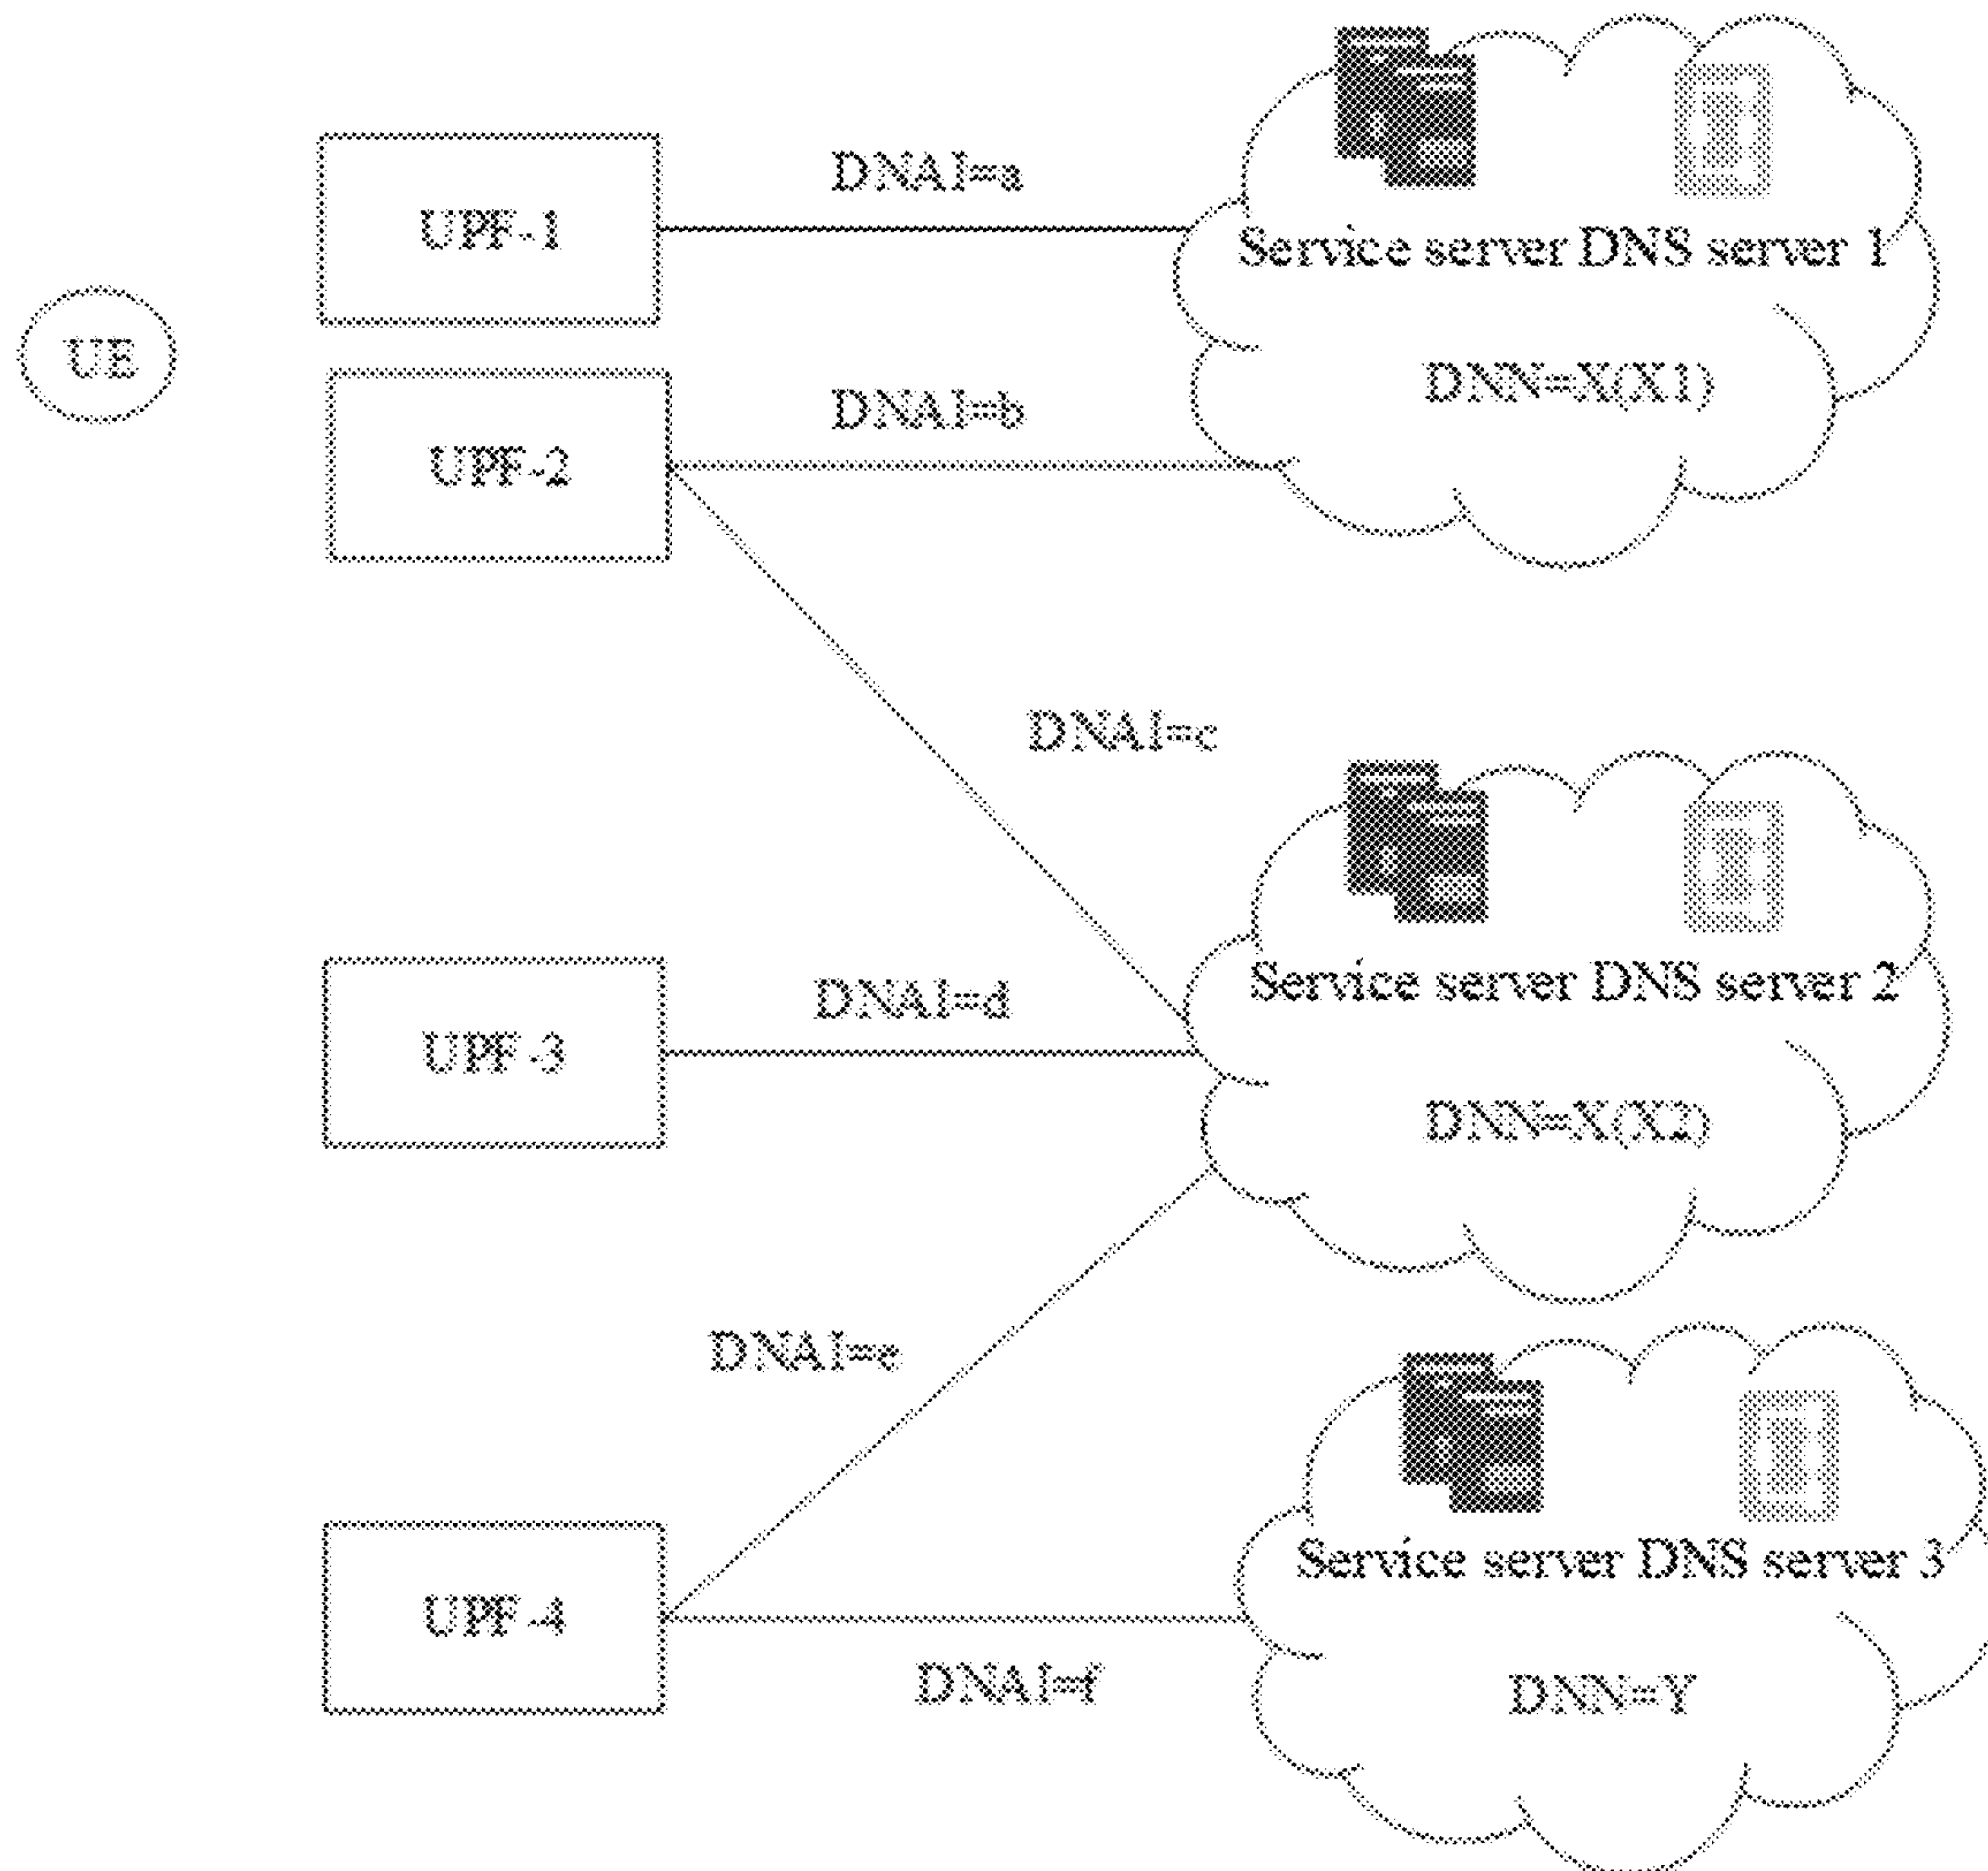 DNAI=a
UPF-1
Service server DNS server 1
UE
DNN=X(X1)
DNAI=b
UPF-2
DNAI=c
Service server DNS server 2
DNAI=d
UPF-3
DNN=X(X2)
DNAI=e
Service server DNS server 3
UPF-4
DNAI=f
DNN=Y